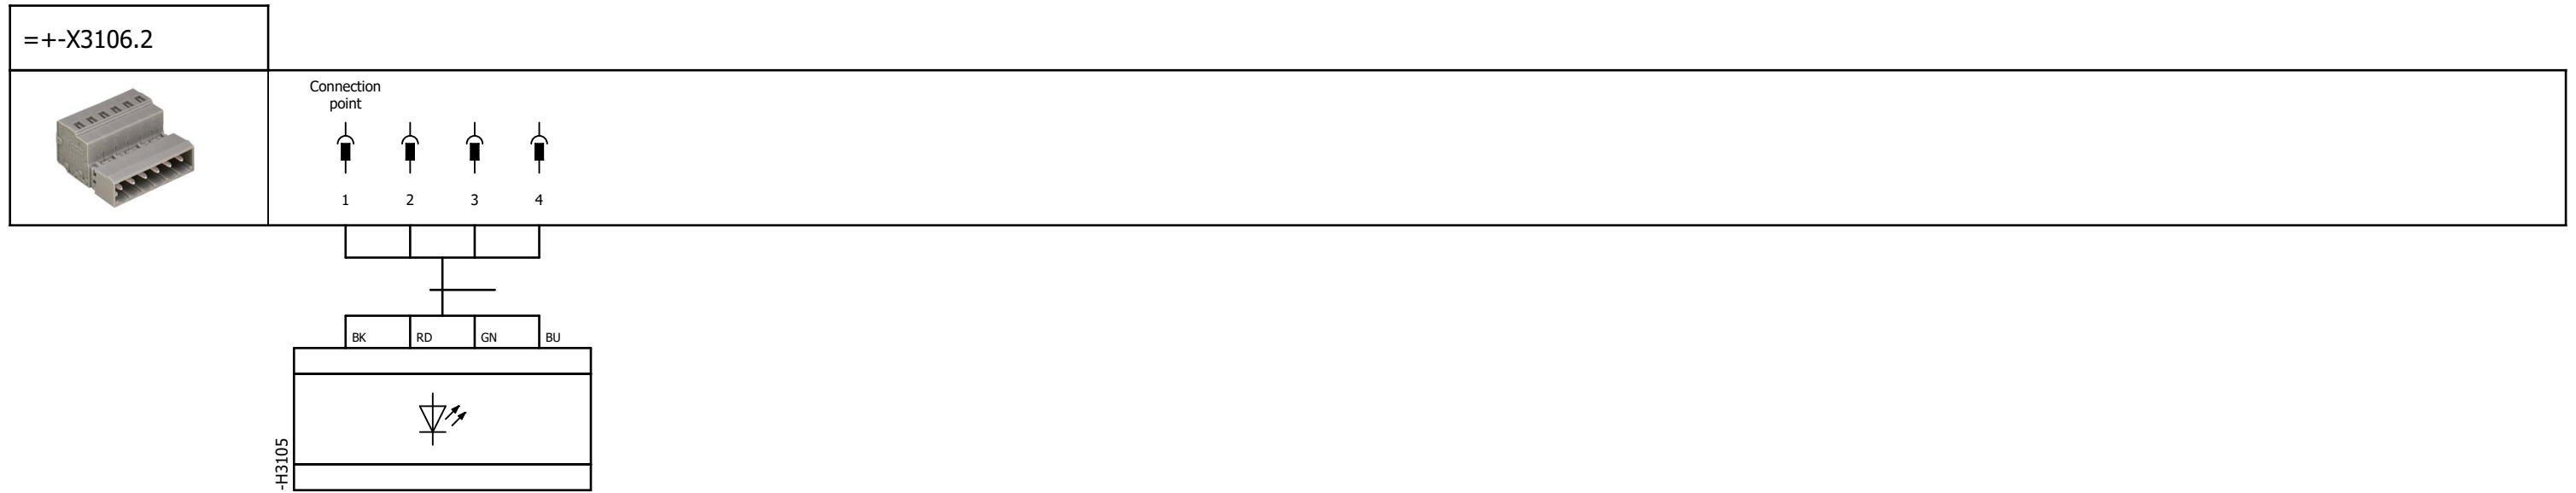 =+-X3106.2
Connection
point
1 2 3 4
BK RD GN BU
-H3105